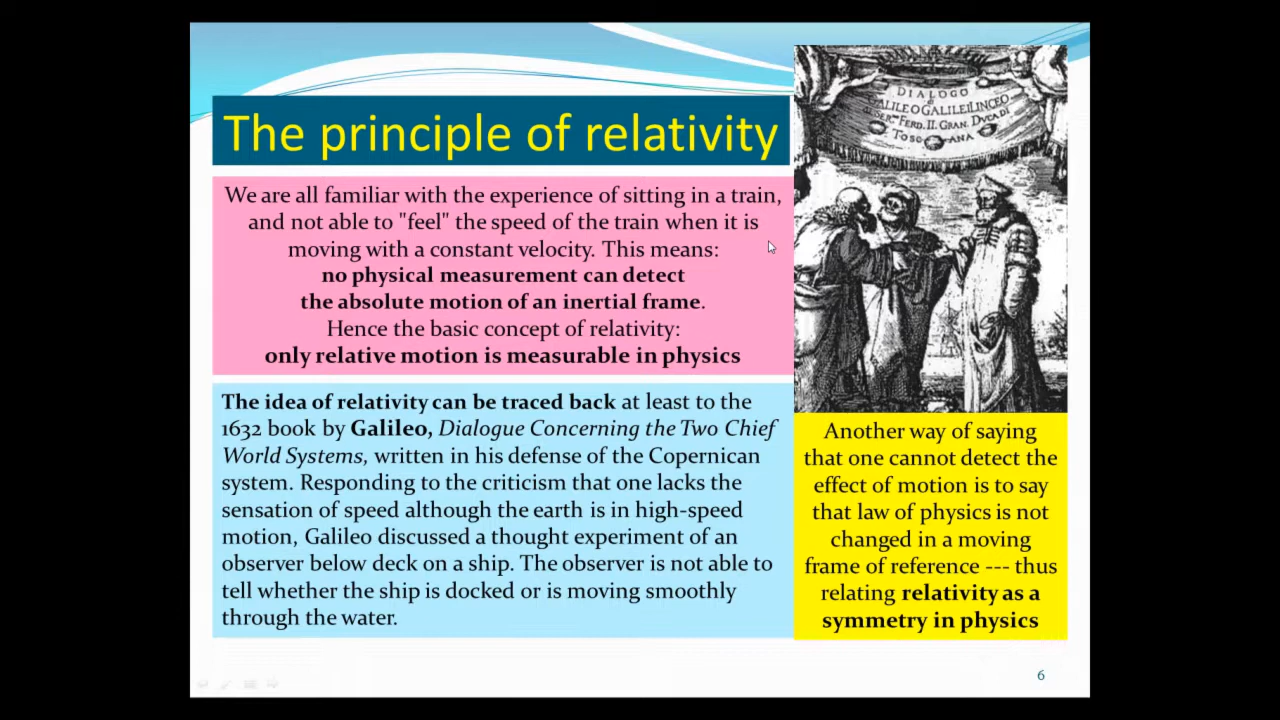 The principle of relativity
We are all familiar with the experience of sitting in a train,
and not able to "feel" the speed of the train when it is
moving with a constant velocity. This means:
no physical measurement can detect
the absolute motion of an inertial frame.
Hence the basic concept of relativity:
only relative motion is measurable in physics
The idea of relativity can be traced back at least to the
1632 book by Galileo, Dialogue Concerning the Two Chief
World Systems, written in his defense of the Copernican
system. Responding to the criticism that one lacks the
sensation of speed although the earth is in high-speed
motion, Galileo discussed a thought experiment of an
observer below deck on a ship. The observer is not able to
tell whether the ship is docked or is moving smoothly
through the water.
DIALOGO
GALILEO GALILEI LINCEO
FERD. II. GRAN. DVCA DI
TOSCANA
Another way of saying
that one cannot detect the
effect of motion is to say
that law of physics is not
changed in a moving
frame of reference --- thus
relating relativity as a
symmetry in physics
6